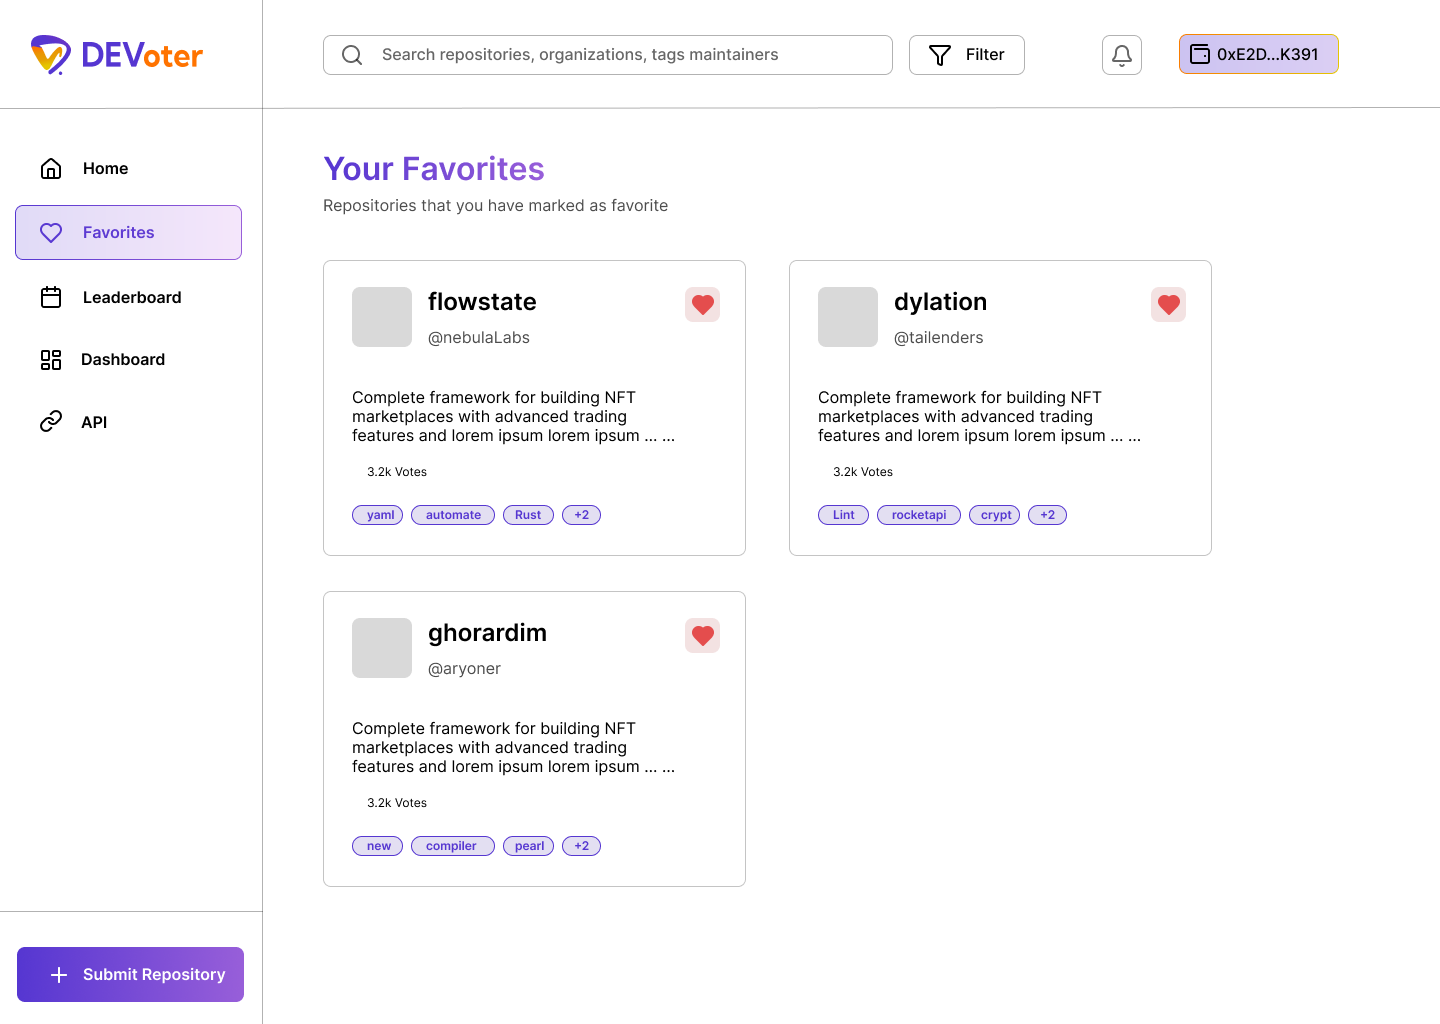 DEVoter
Search repositories, organizations, tags maintainers
Filter
0xE2D...K391
Home
Favorites
Leaderboard
Dashboard
API
Submit Repository
Your Favorites
Repositories that you have marked as favorite
flowstate
@nebulaLabs
Complete framework for building NFT
marketplaces with advanced trading
features and lorem ipsum lorem ipsum ... ...
3.2k Votes
yaml automate Rust +2
dylation
@tailenders
Complete framework for building NFT
marketplaces with advanced trading
features and lorem ipsum lorem ipsum ... ...
3.2k Votes
Lint rocketapi crypt +2
ghorardim
@aryoner
Complete framework for building NFT
marketplaces with advanced trading
features and lorem ipsum lorem ipsum ... ...
3.2k Votes
new compiler pearl +2